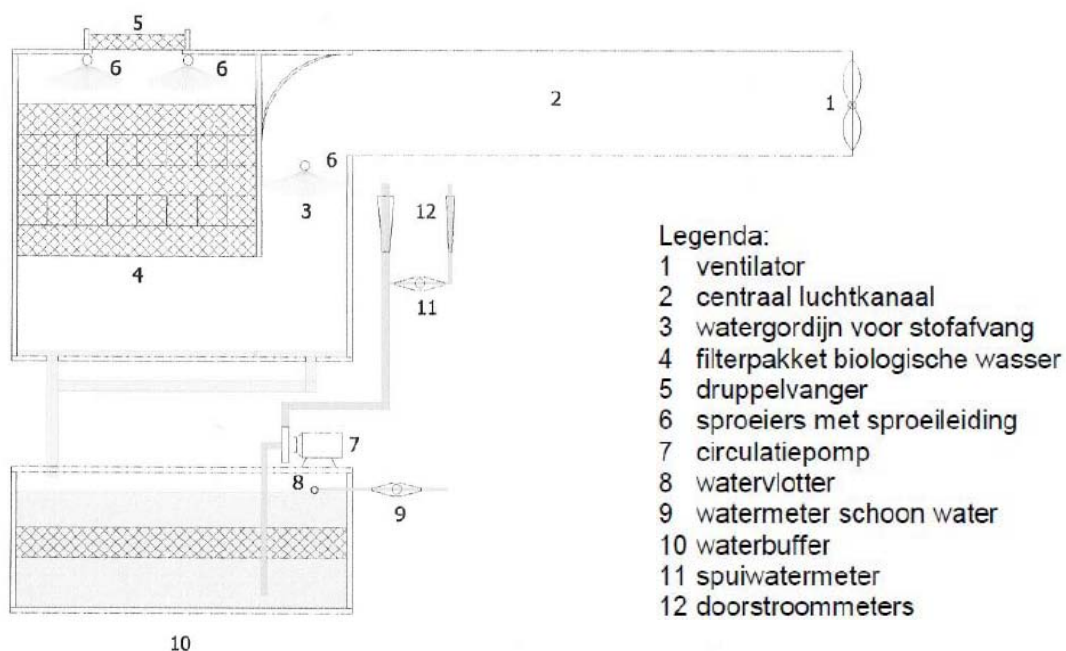 5
6 6
2
1
6
3
12
4
11
7
8
9
10
Legenda:
1 ventilator
2 centraal luchtkanaal
3 watergordijn voor stofafvang
4 filterpakket biologische wasser
5 druppelvanger
6 sproeiers met sproeileiding
7 circulatiepomp
8 watervlotter
9 watermeter schoon water
10 waterbuffer
11 spuiwatermeter
12 doorstroommeters